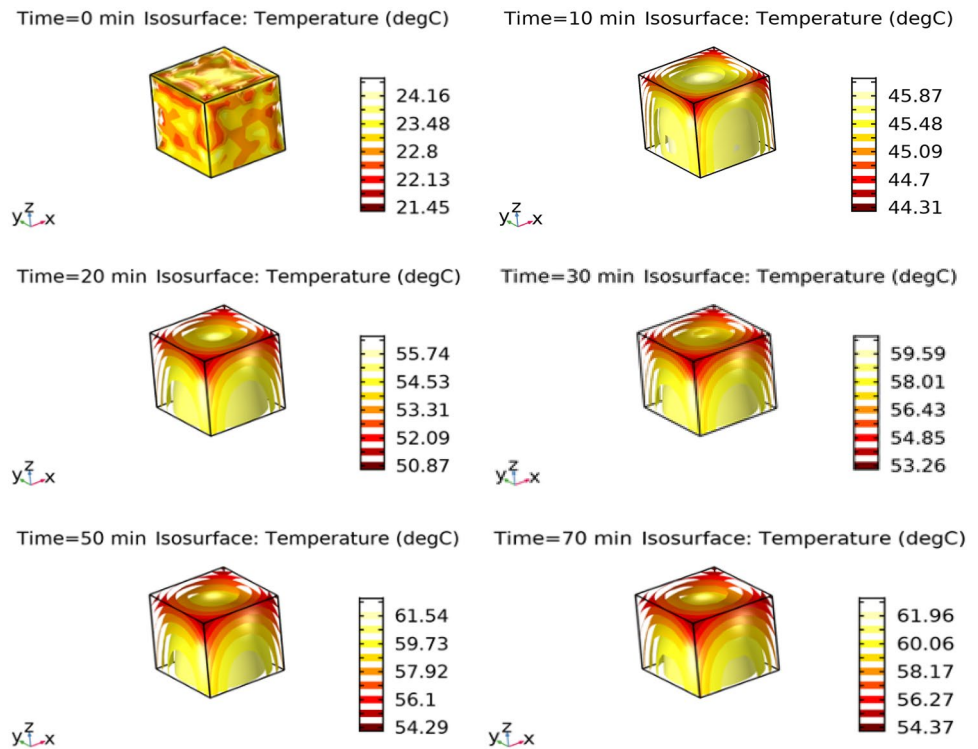 Time=0 min Isosurface: Temperature (degC)
24.16
23.48
22.8
22.13
21.45
y z x
Time=10 min Isosurface: Temperature (degC)
45.87
45.48
45.09
44.7
44.31
y z x
Time=20 min Isosurface: Temperature (degC)
55.74
54.53
53.31
52.09
50.87
y z x
Time=30 min Isosurface: Temperature (degC)
59.59
58.01
56.43
54.85
53.26
y z x
Time=50 min Isosurface: Temperature (degC)
61.54
59.73
57.92
56.1
54.29
y z x
Time=70 min Isosurface: Temperature (degC)
61.96
60.06
58.17
56.27
54.37
y z x